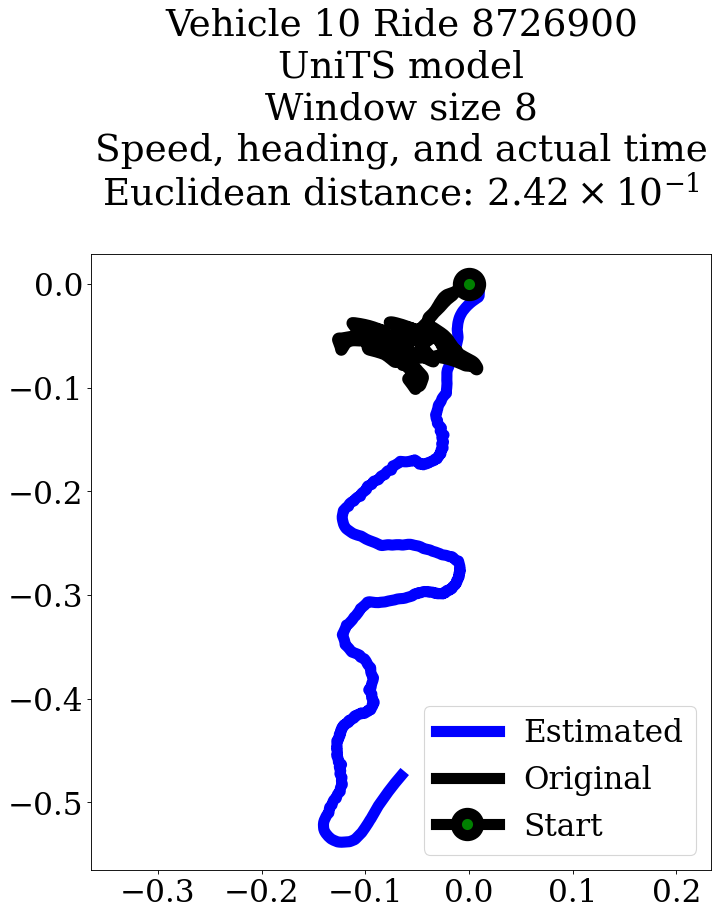 Vehicle 10 Ride 8726900
UniTS model
Window size 8
Speed, heading, and actual time
Euclidean distance: 2.42 × 10⁻¹
0.0
−0.1
−0.2
−0.3
−0.4
−0.5
Estimated
Original
Start
−0.3 −0.2 −0.1 0.0 0.1 0.2